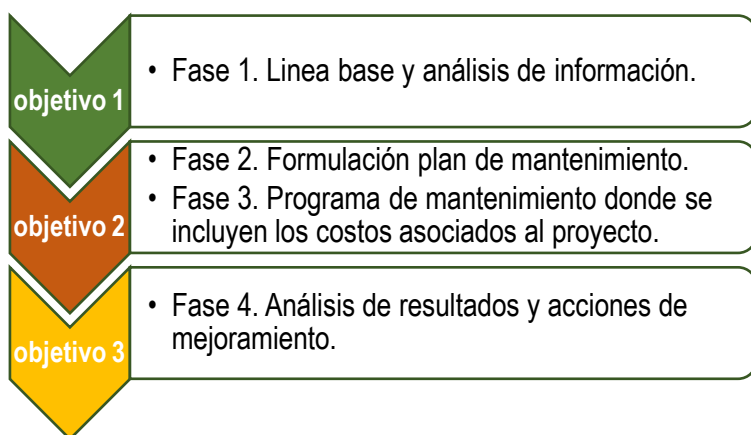 objetivo 1
• Fase 1. Linea base y análisis de información.
objetivo 2
• Fase 2. Formulación plan de mantenimiento.
• Fase 3. Programa de mantenimiento donde se
incluyen los costos asociados al proyecto.
objetivo 3
• Fase 4. Análisis de resultados y acciones de
mejoramiento.